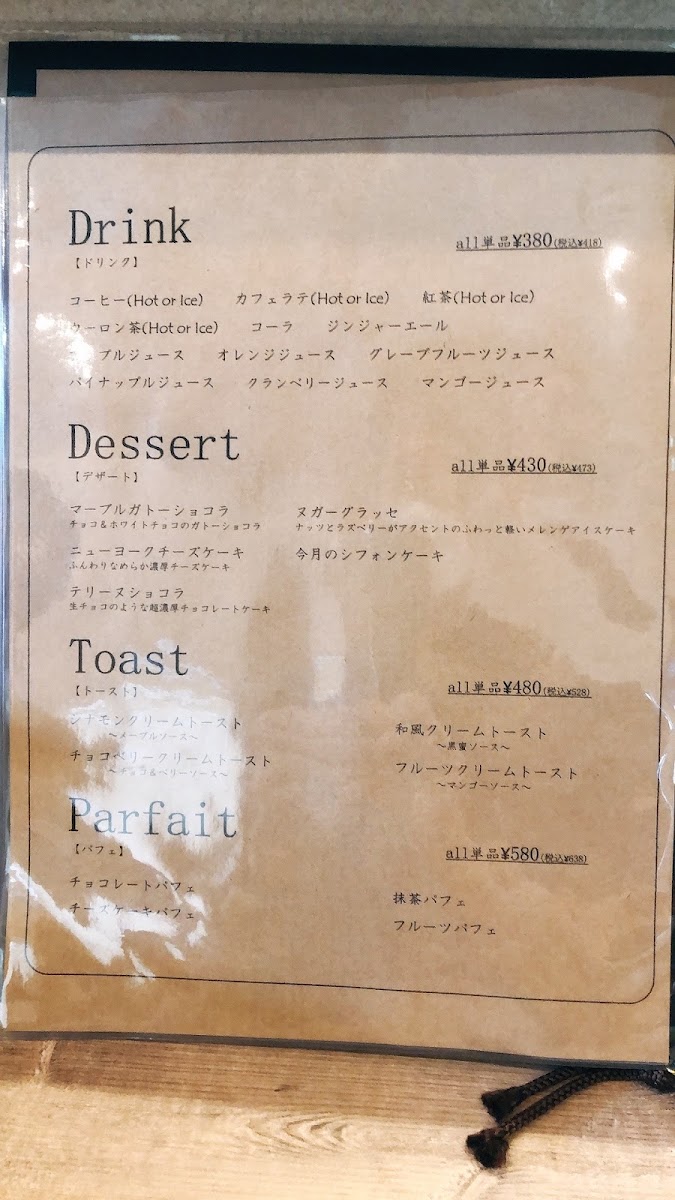 Drink
all単品¥380(税込¥418)
【ドリンク】
コーヒー(Hot or Ice) カフェラテ(Hot or Ice) 紅茶(Hot or Ice)
ウーロン茶(Hot or Ice) コーラ ジンジャーエール
プルジュース オレンジジュース グレープフルーツジュース
パイナップルジュース クランベリージュース マンゴージュース
Dessert
all単品¥430(税込¥473)
【デザート】
マーブルガトーショコラ ヌガーグラッセ
チョコ&ホワイトチョコのガトーショコラ ナッツとラズベリーがアクセントのふわっと軽いメレンゲアイスケーキ
ニューヨークチーズケーキ 今月のシフォンケーキ
ふんわりなめらか濃厚チーズケーキ
テリーヌショコラ
生チョコのような超濃厚チョコレートケーキ
Toast
all単品¥480(税込¥528)
【トースト】
シナモンクリームトースト 和風クリームトースト
〜メープルソース〜 〜黒蜜ソース〜
チョコベリークリームトースト フルーツクリームトースト
〜チョコ&ベリーソース〜 〜マンゴーソース〜
Parfait
all単品¥580(税込¥638)
【パフェ】
チョコレートパフェ 抹茶パフェ
チーズケーキパフェ フルーツパフェ